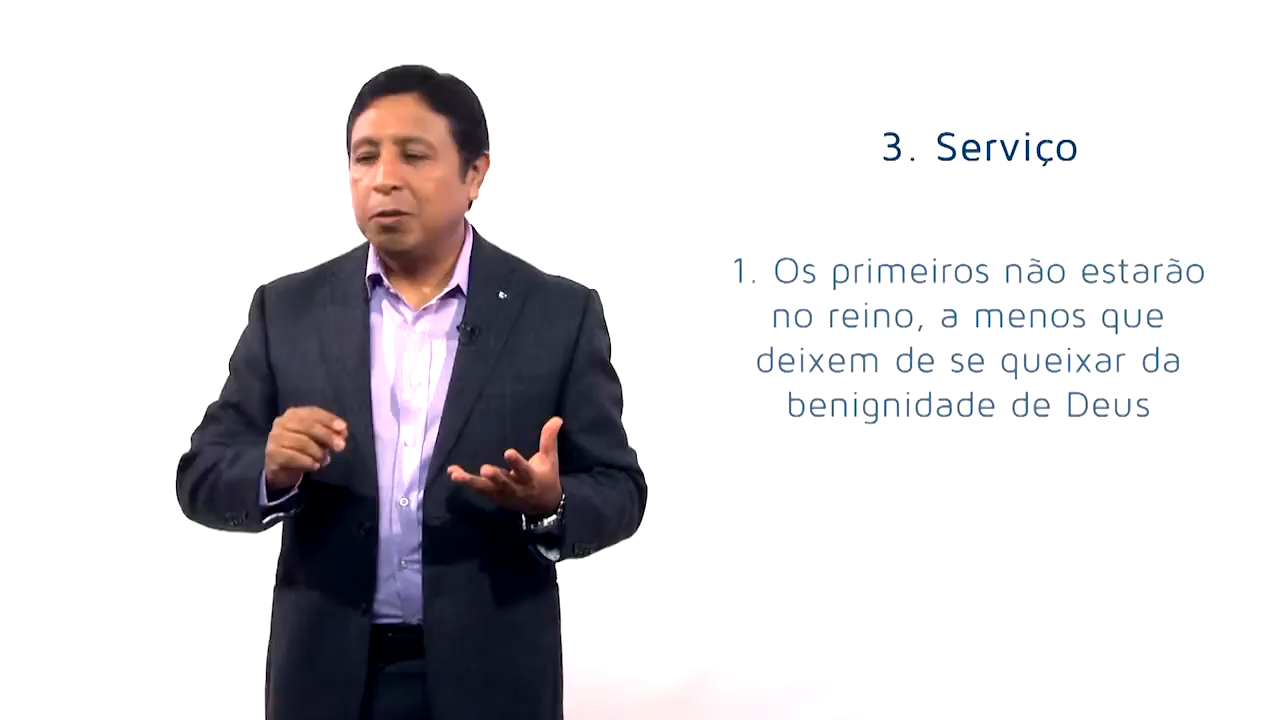 3. Serviço
1. Os primeiros não estarão
no reino, a menos que
deixem de se queixar da
benignidade de Deus